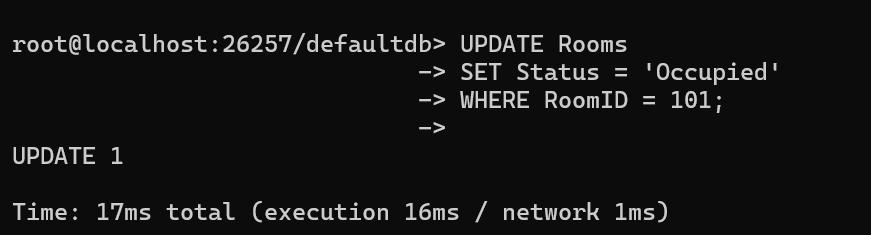 root@localhost:26257/defaultdb> UPDATE Rooms
-> SET Status = 'Occupied'
-> WHERE RoomID = 101;
->
UPDATE 1
Time: 17ms total (execution 16ms / network 1ms)